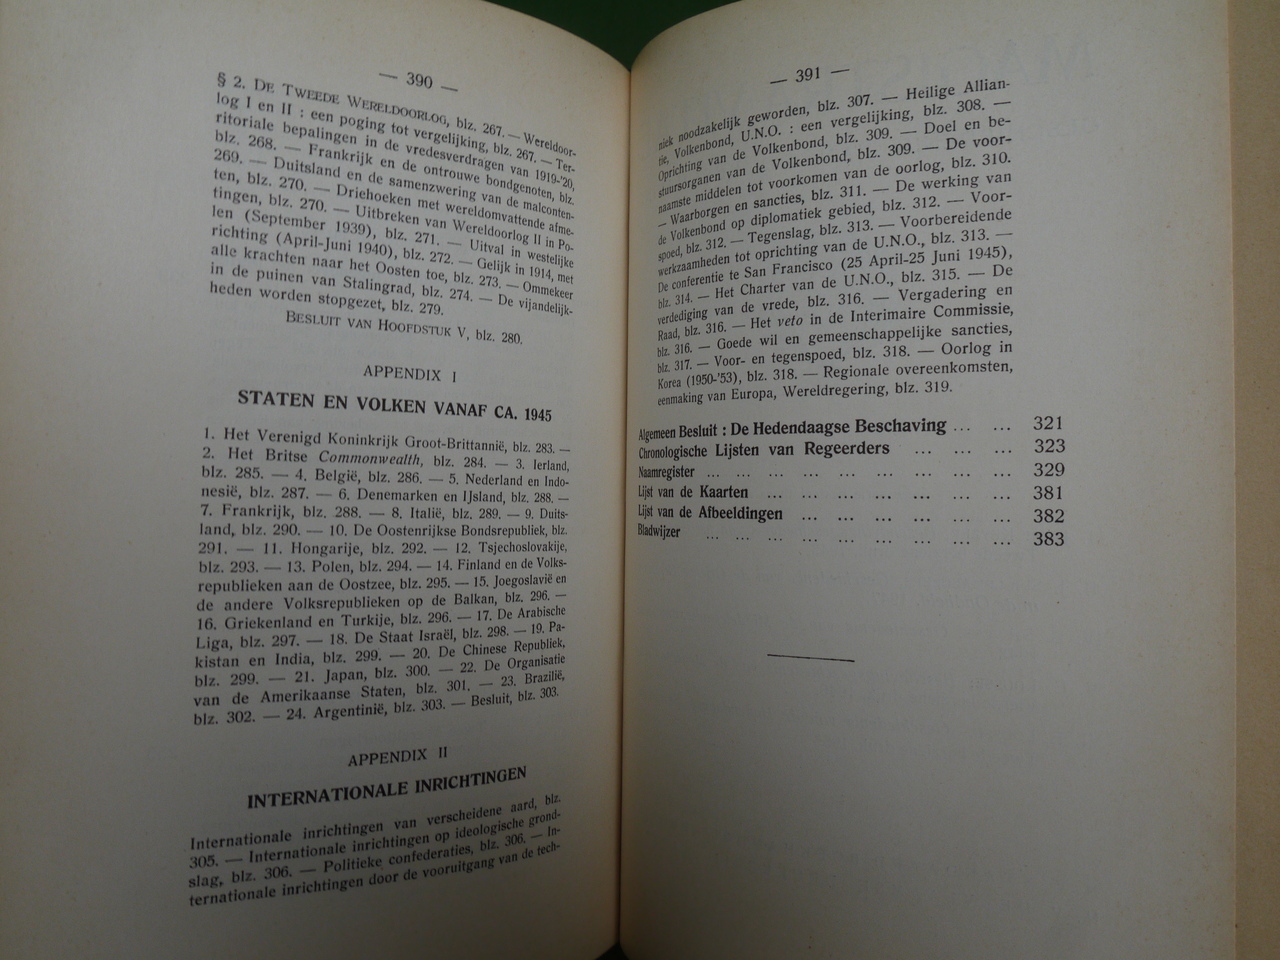 — 390 —
§ 2. De Tweede Wereldoorlog, blz. 267. — Wereldoor-
log I en II : een poging tot vergelijking, blz. 267. — Ter-
ritoriale bepalingen in de vredesverdragen van 1919-'20,
blz. 268. — Frankrijk en de ontrouwe bondgenoten, blz.
269. — Duitsland en de samenzwering van de malconten-
ten, blz. 270. — Driehoeken met wereldomvattende afme-
tingen, blz. 270. — Uitbreken van Wereldoorlog II in Po-
len (September 1939), blz. 271. — Uitval in westelijke
richting (April-Juni 1940), blz. 272. — Gelijk in 1914, met
alle krachten naar het Oosten toe, blz. 273. — Ommekeer
in de puinen van Stalingrad, blz. 274. — De vijandelijk-
heden worden stopgezet, blz. 279.
Besluit van Hoofdstuk V, blz. 280.
APPENDIX I
STATEN EN VOLKEN VANAF CA. 1945
1. Het Verenigd Koninkrijk Groot-Brittannië, blz. 283. —
2. Het Britse Commonwealth, blz. 284. — 3. Ierland,
blz. 285. — 4. België, blz. 286. — 5. Nederland en Indo-
nesië, blz. 287. — 6. Denemarken en IJsland, blz. 288. —
7. Frankrijk, blz. 288. — 8. Italië, blz. 289. — 9. Duits-
land, blz. 290. — 10. De Oostenrijkse Bondsrepubliek, blz.
291. — 11. Hongarije, blz. 292. — 12. Tsjechoslovakije,
blz. 293. — 13. Polen, blz. 294. — 14. Finland en de Volks-
republieken aan de Oostzee, blz. 295. — 15. Joegoslavië en
de andere Volksrepublieken op de Balkan, blz. 296. —
16. Griekenland en Turkije, blz. 296. — 17. De Arabische
Liga, blz. 297. — 18. De Staat Israël, blz. 298. — 19. Pa-
kistan en India, blz. 299. — 20. De Chinese Republiek,
blz. 299. — 21. Japan, blz. 300. — 22. De Organisatie
van de Amerikaanse Staten, blz. 301. — 23. Brazilië,
blz. 302. — 24. Argentinië, blz. 303. — Besluit, blz. 303.
APPENDIX II
INTERNATIONALE INRICHTINGEN
Internationale inrichtingen van verscheidene aard, blz.
305. — Internationale inrichtingen op ideologische grond-
slag, blz. 306. — Politieke confederaties, blz. 306. — In-
ternationale inrichtingen door de vooruitgang van de tech-
— 391 —
niek noodzakelijk geworden, blz. 307. — Heilige Allian-
tie, Volkenbond, U.N.O. : een vergelijking, blz. 308. —
Oprichting van de Volkenbond, blz. 309. — Doel en be-
stuursorganen van de Volkenbond, blz. 309. — De voor-
naamste middelen tot voorkomen van de oorlog, blz. 310.
— Waarborgen en sancties, blz. 311. — De werking van
de Volkenbond op diplomatiek gebied, blz. 312. — Voor-
spoed, blz. 312. — Tegenslag, blz. 313. — Voorbereidende
werkzaamheden tot oprichting van de U.N.O., blz. 313. —
De conferentie te San Francisco (25 April-25 Juni 1945),
blz. 314. — Het Charter van de U.N.O., blz. 315. — De
verdediging van de vrede, blz. 316. — Vergadering en
Raad, blz. 316. — Het veto in de Interimaire Commissie,
blz. 316. — Goede wil en gemeenschappelijke sancties,
blz. 317. — Voor- en tegenspoed, blz. 318. — Oorlog in
Korea (1950-'53), blz. 318. — Regionale overeenkomsten,
eenmaking van Europa, Wereldregering, blz. 319.
Algemeen Besluit : De Hedendaagse Beschaving ... ... 321
Chronologische Lijsten van Regeerders ... ... ... 323
Naamregister ... ... ... ... ... ... ... ... 329
Lijst van de Kaarten ... ... ... ... ... ... ... 381
Lijst van de Afbeeldingen ... ... ... ... ... ... 382
Bladwijzer ... ... ... ... ... ... ... ... 383